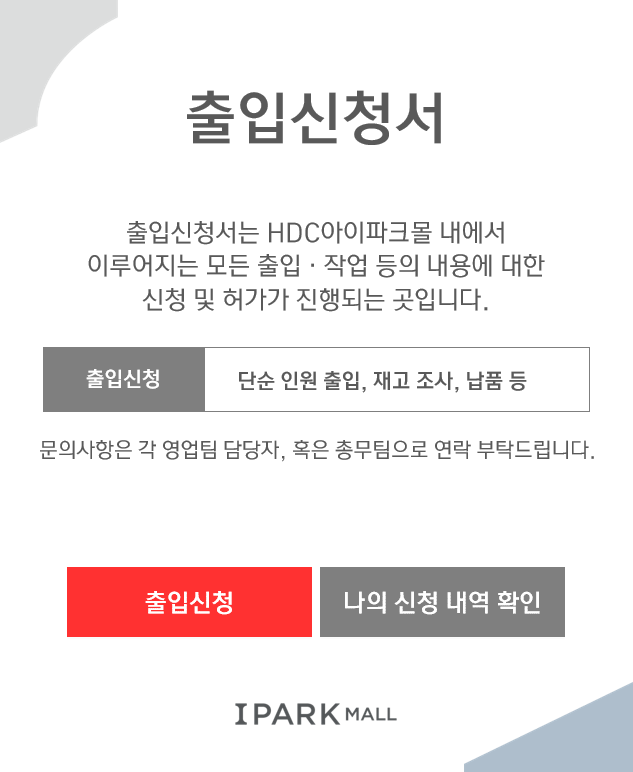 출입신청서
출입신청서는 HDC아이파크몰 내에서
이루어지는 모든 출입 · 작업 등의 내용에 대한
신청 및 허가가 진행되는 곳입니다.
출입신청 단순 인원 출입, 재고 조사, 납품 등
문의사항은 각 영업팀 담당자, 혹은 총무팀으로 연락 부탁드립니다.
출입신청 나의 신청 내역 확인
IPARK MALL